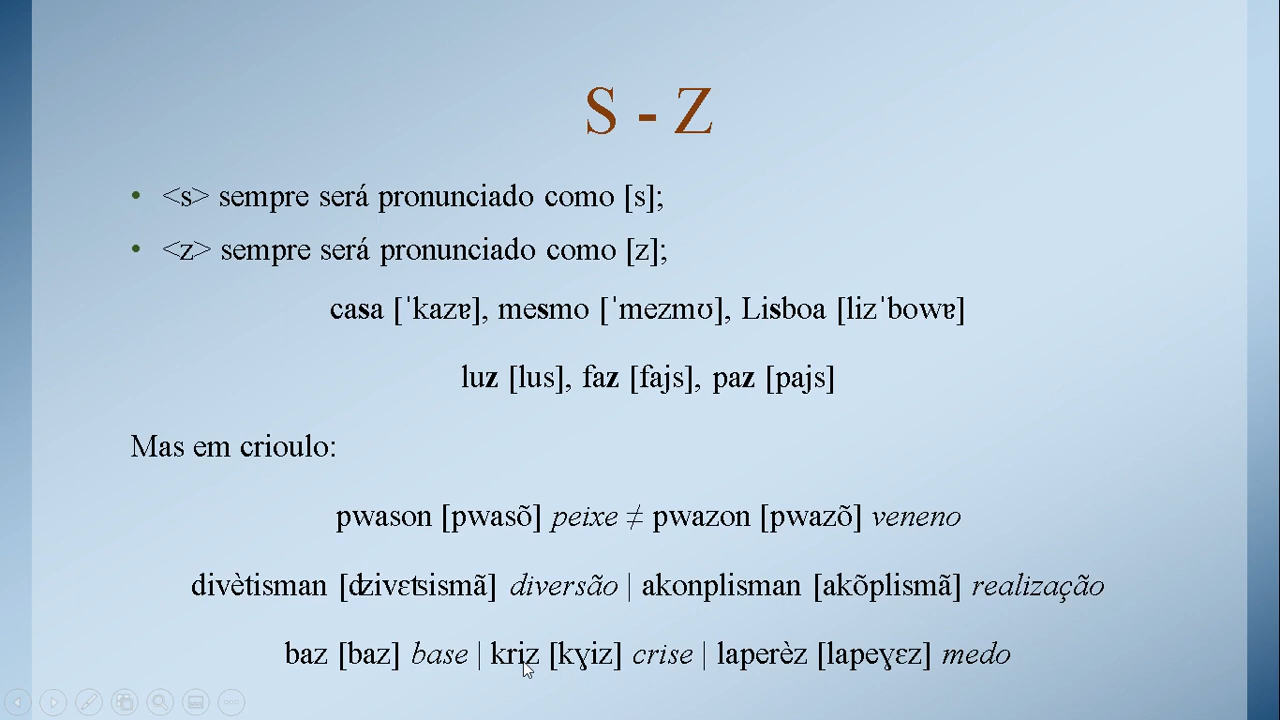 S - Z
• <s> sempre será pronunciado como [s];
• <z> sempre será pronunciado como [z];
casa [ˈkazɐ], mesmo [ˈmezmʊ], Lisboa [lizˈbowɐ]
luz [lus], faz [fajs], paz [pajs]
Mas em crioulo:
pwason [pwasõ] peixe ≠ pwazon [pwazõ] veneno
divètisman [ʣivɛʦismã] diversão | akonplisman [akõplismã] realização
baz [baz] base | kriz [kɣiz] crise | laperèz [lapeɣɛz] medo